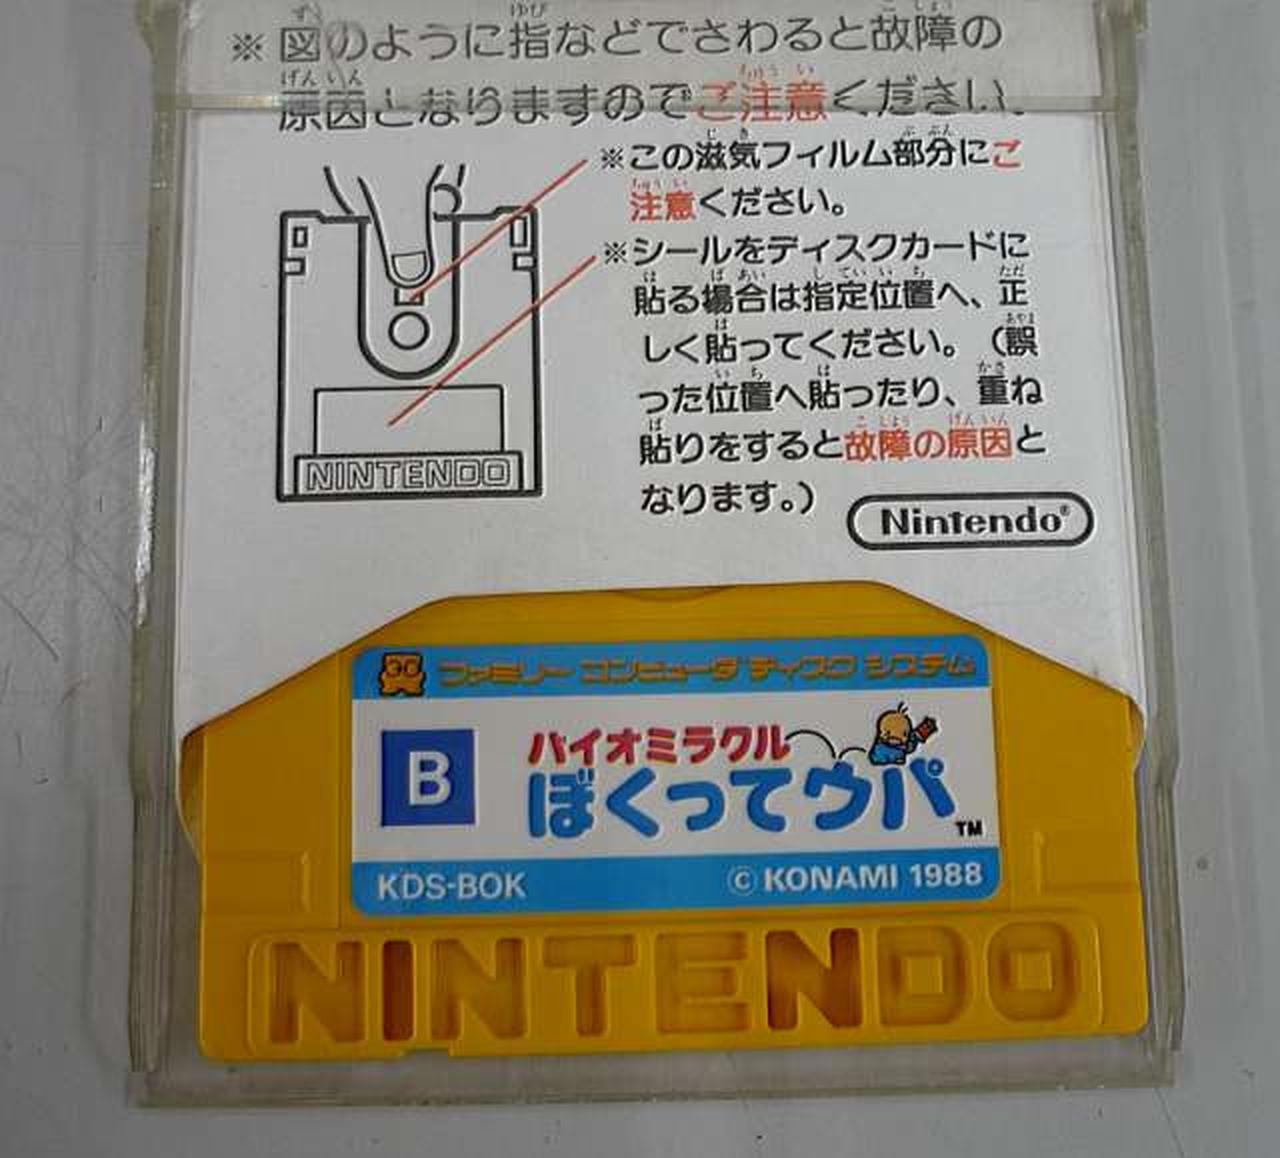 ※図のように指などでさわると故障の
原因となりますのでご注意ください。
※この滋気フィルム部分にご
注意ください。
※シールをディスクカードに
貼る場合は指定位置へ、正
しく貼ってください。（誤
った位置へ貼ったり、重ね
貼りをすると故障の原因と
なります。）
NINTENDO
Nintendo®
ファミリー コンピュータ ディスク システム
B
バイオミラクル
ぼくってウパ
TM
KDS-BOK
© KONAMI 1988
NINTENDO